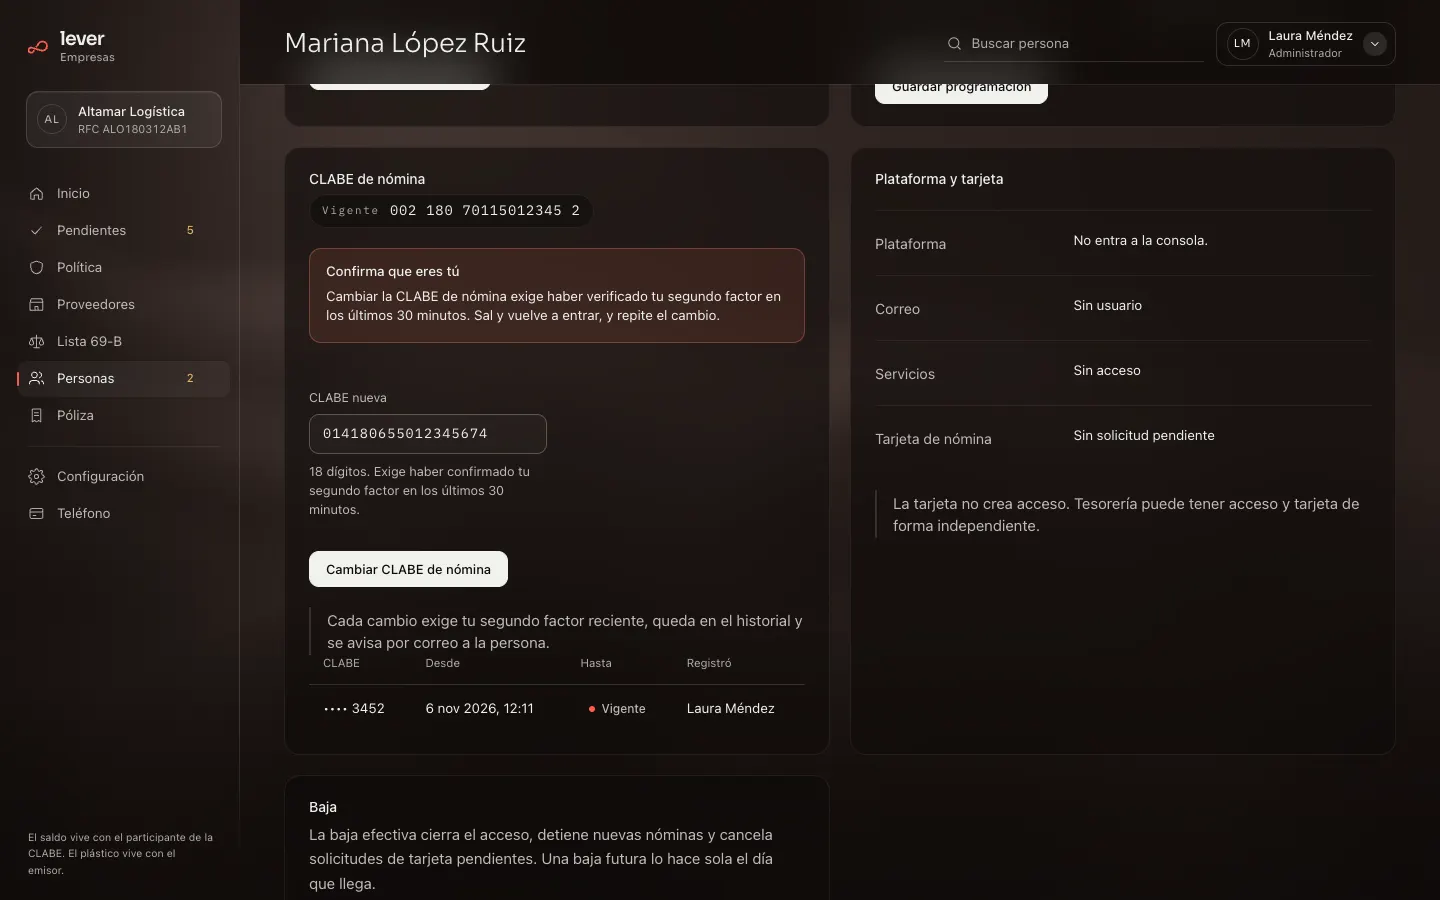 lever
Empresas
AL
Altamar Logística
RFC ALO180312AB1
Inicio
Pendientes 5
Política
Proveedores
Lista 69-B
Personas 2
Póliza
Configuración
Teléfono
El saldo vive con el participante de la
CLABE. El plástico vive con el
emisor.
Mariana López Ruiz
Buscar persona
LM
Laura Méndez
Administrador
Guardar programación
CLABE de nómina
Vigente 002 180 70115012345 2
Confirma que eres tú
Cambiar la CLABE de nómina exige haber verificado tu segundo factor en
los últimos 30 minutos. Sal y vuelve a entrar, y repite el cambio.
CLABE nueva
014180655012345674
18 dígitos. Exige haber confirmado tu
segundo factor en los últimos 30
minutos.
Cambiar CLABE de nómina
Cada cambio exige tu segundo factor reciente, queda en el historial y
se avisa por correo a la persona.
CLABE Desde Hasta Registró
•••• 3452 6 nov 2026, 12:11 Vigente Laura Méndez
Plataforma y tarjeta
Plataforma No entra a la consola.
Correo Sin usuario
Servicios Sin acceso
Tarjeta de nómina Sin solicitud pendiente
La tarjeta no crea acceso. Tesorería puede tener acceso y tarjeta de
forma independiente.
Baja
La baja efectiva cierra el acceso, detiene nuevas nóminas y cancela
solicitudes de tarjeta pendientes. Una baja futura lo hace sola el día
que llega.